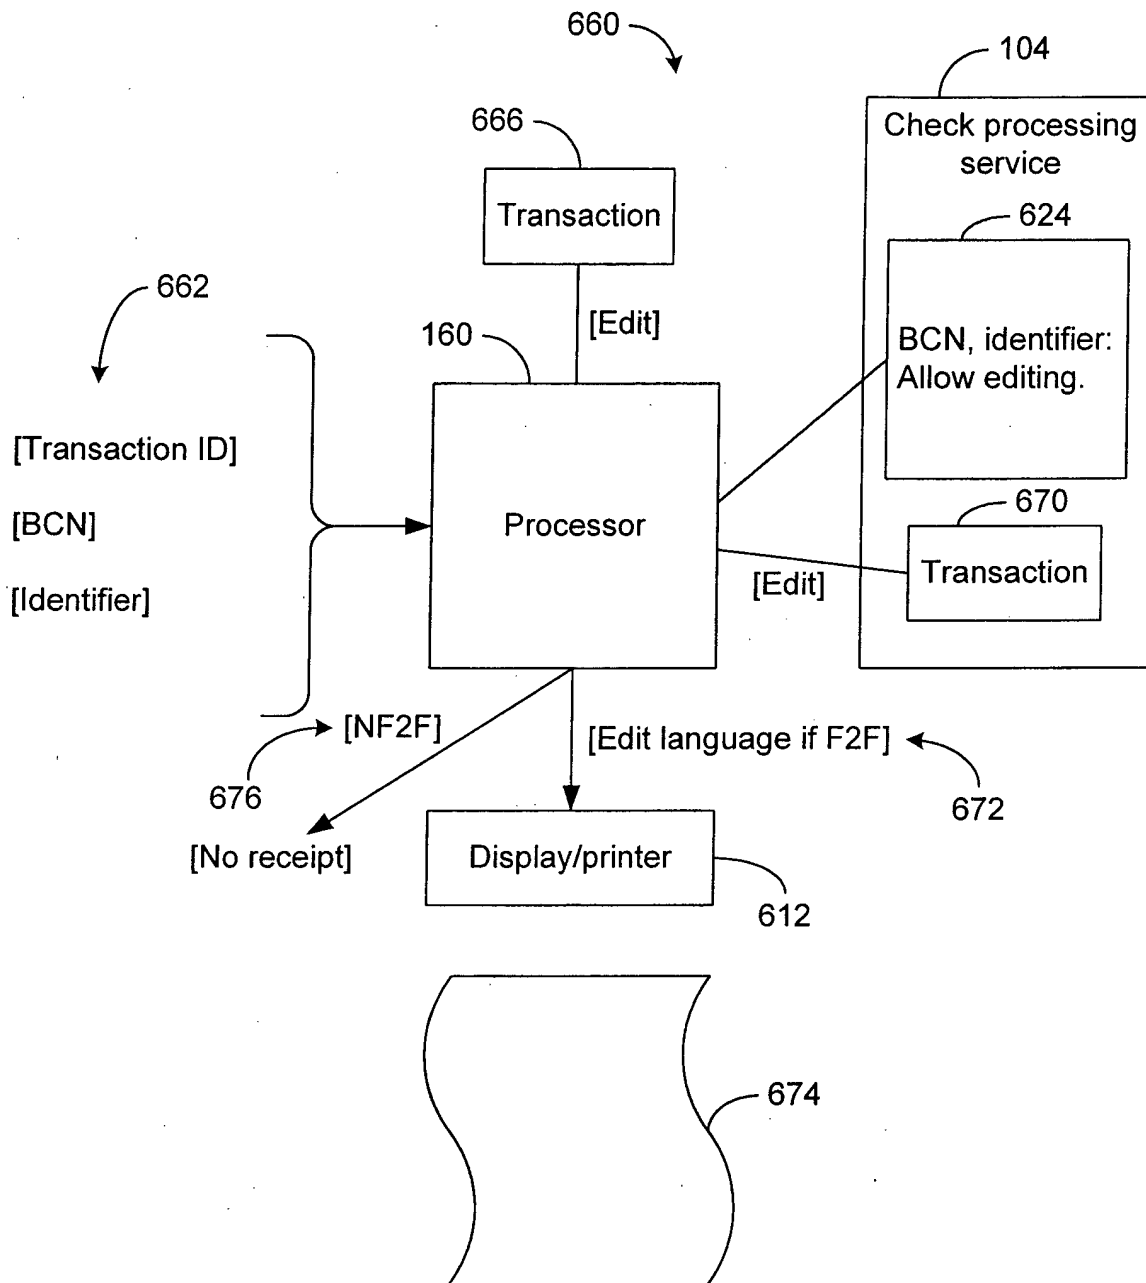 660
104
Check processing
service
666
Transaction
624
662
[Edit]
160
BCN, identifier:
Allow editing.
[Transaction ID]
670
[BCN]
Processor
Transaction
[Edit]
[Identifier]
[NF2F]
[Edit language if F2F]
676
672
[No receipt]
Display/printer
612
674